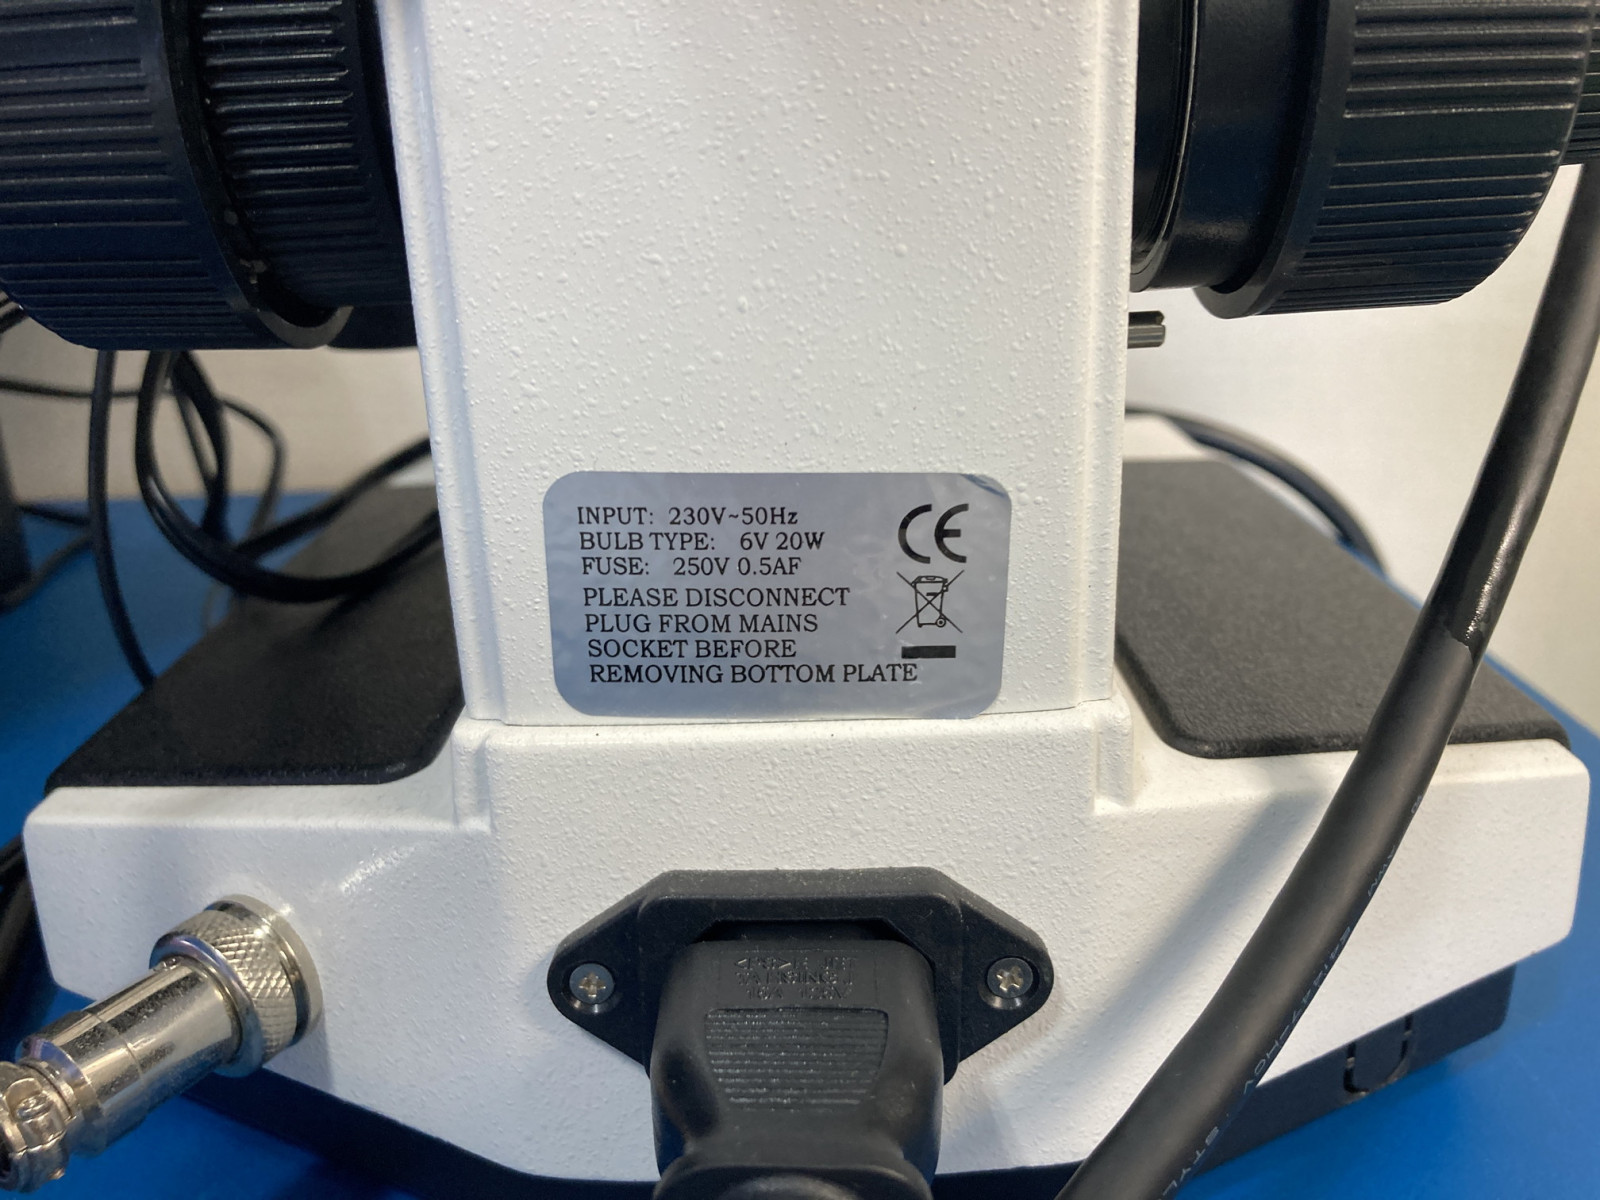 INPUT: 230V~50Hz
BULB TYPE: 6V 20W
FUSE: 250V 0.5AF
PLEASE DISCONNECT
PLUG FROM MAINS
SOCKET BEFORE
REMOVING BOTTOM PLATE
CE
AWM